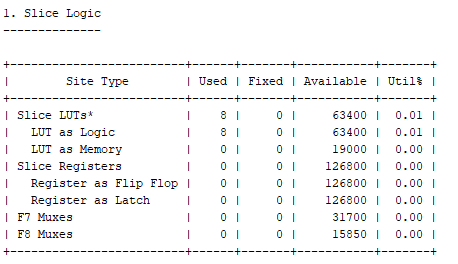 1. Slice Logic
--------------
+----------------------------+------+-------+-----------+-------+
|          Site Type         | Used | Fixed | Available | Util% |
+----------------------------+------+-------+-----------+-------+
| Slice LUTs*                |    8 |     0 |     63400 |  0.01 |
|   LUT as Logic             |    8 |     0 |     63400 |  0.01 |
|   LUT as Memory            |    0 |     0 |     19000 |  0.00 |
| Slice Registers            |    0 |     0 |    126800 |  0.00 |
|   Register as Flip Flop    |    0 |     0 |    126800 |  0.00 |
|   Register as Latch        |    0 |     0 |    126800 |  0.00 |
| F7 Muxes                   |    0 |     0 |     31700 |  0.00 |
| F8 Muxes                   |    0 |     0 |     15850 |  0.00 |
+----------------------------+------+-------+-----------+-------+